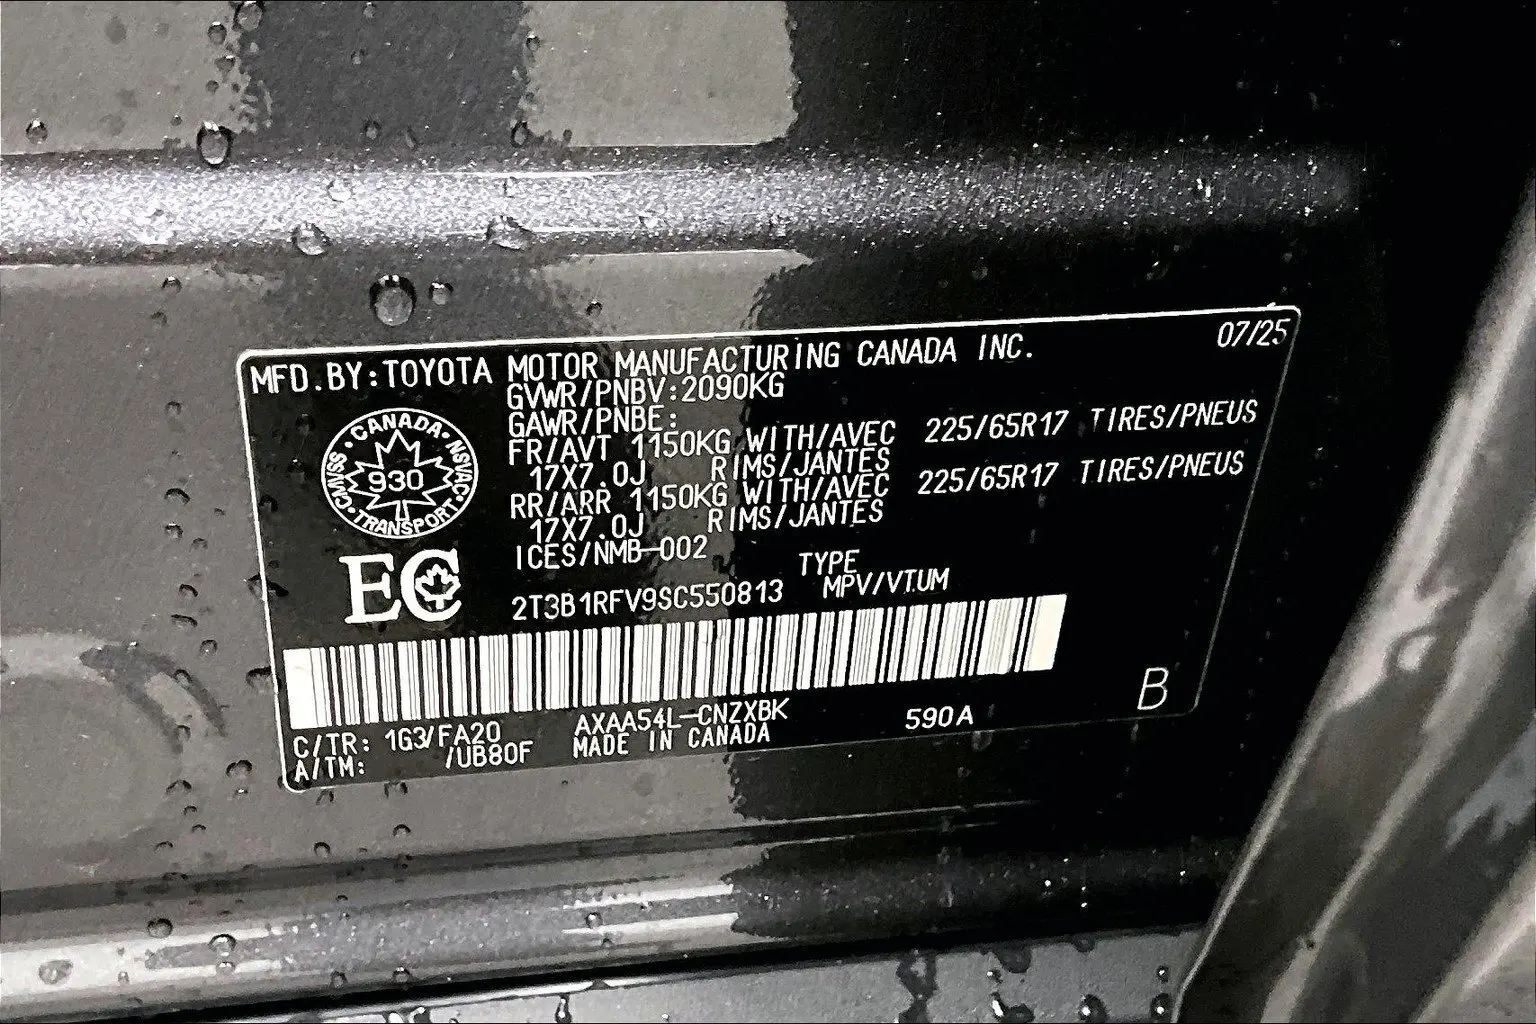 MFD.BY:TOYOTA MOTOR MANUFACTURING CANADA INC. 07/25
GVWR/PNBV:2090KG
GAWR/PNBE:
FR/AVT 1150KG WITH/AVEC 225/65R17 TIRES/PNEUS
17X7.0J RIMS/JANTES
RR/ARR 1150KG WITH/AVEC 225/65R17 TIRES/PNEUS
17X7.0J RIMS/JANTES
ICES/NMB-002
CANADA • NSVAC • TRANSPORT • CMVSS •
930
EC
TYPE
2T3B1RFV9SC550813 MPV/VTUM
C/TR: 1G3/FA20 AXAA54L-CNZXBK 590A B
A/TM: /UB80F MADE IN CANADA